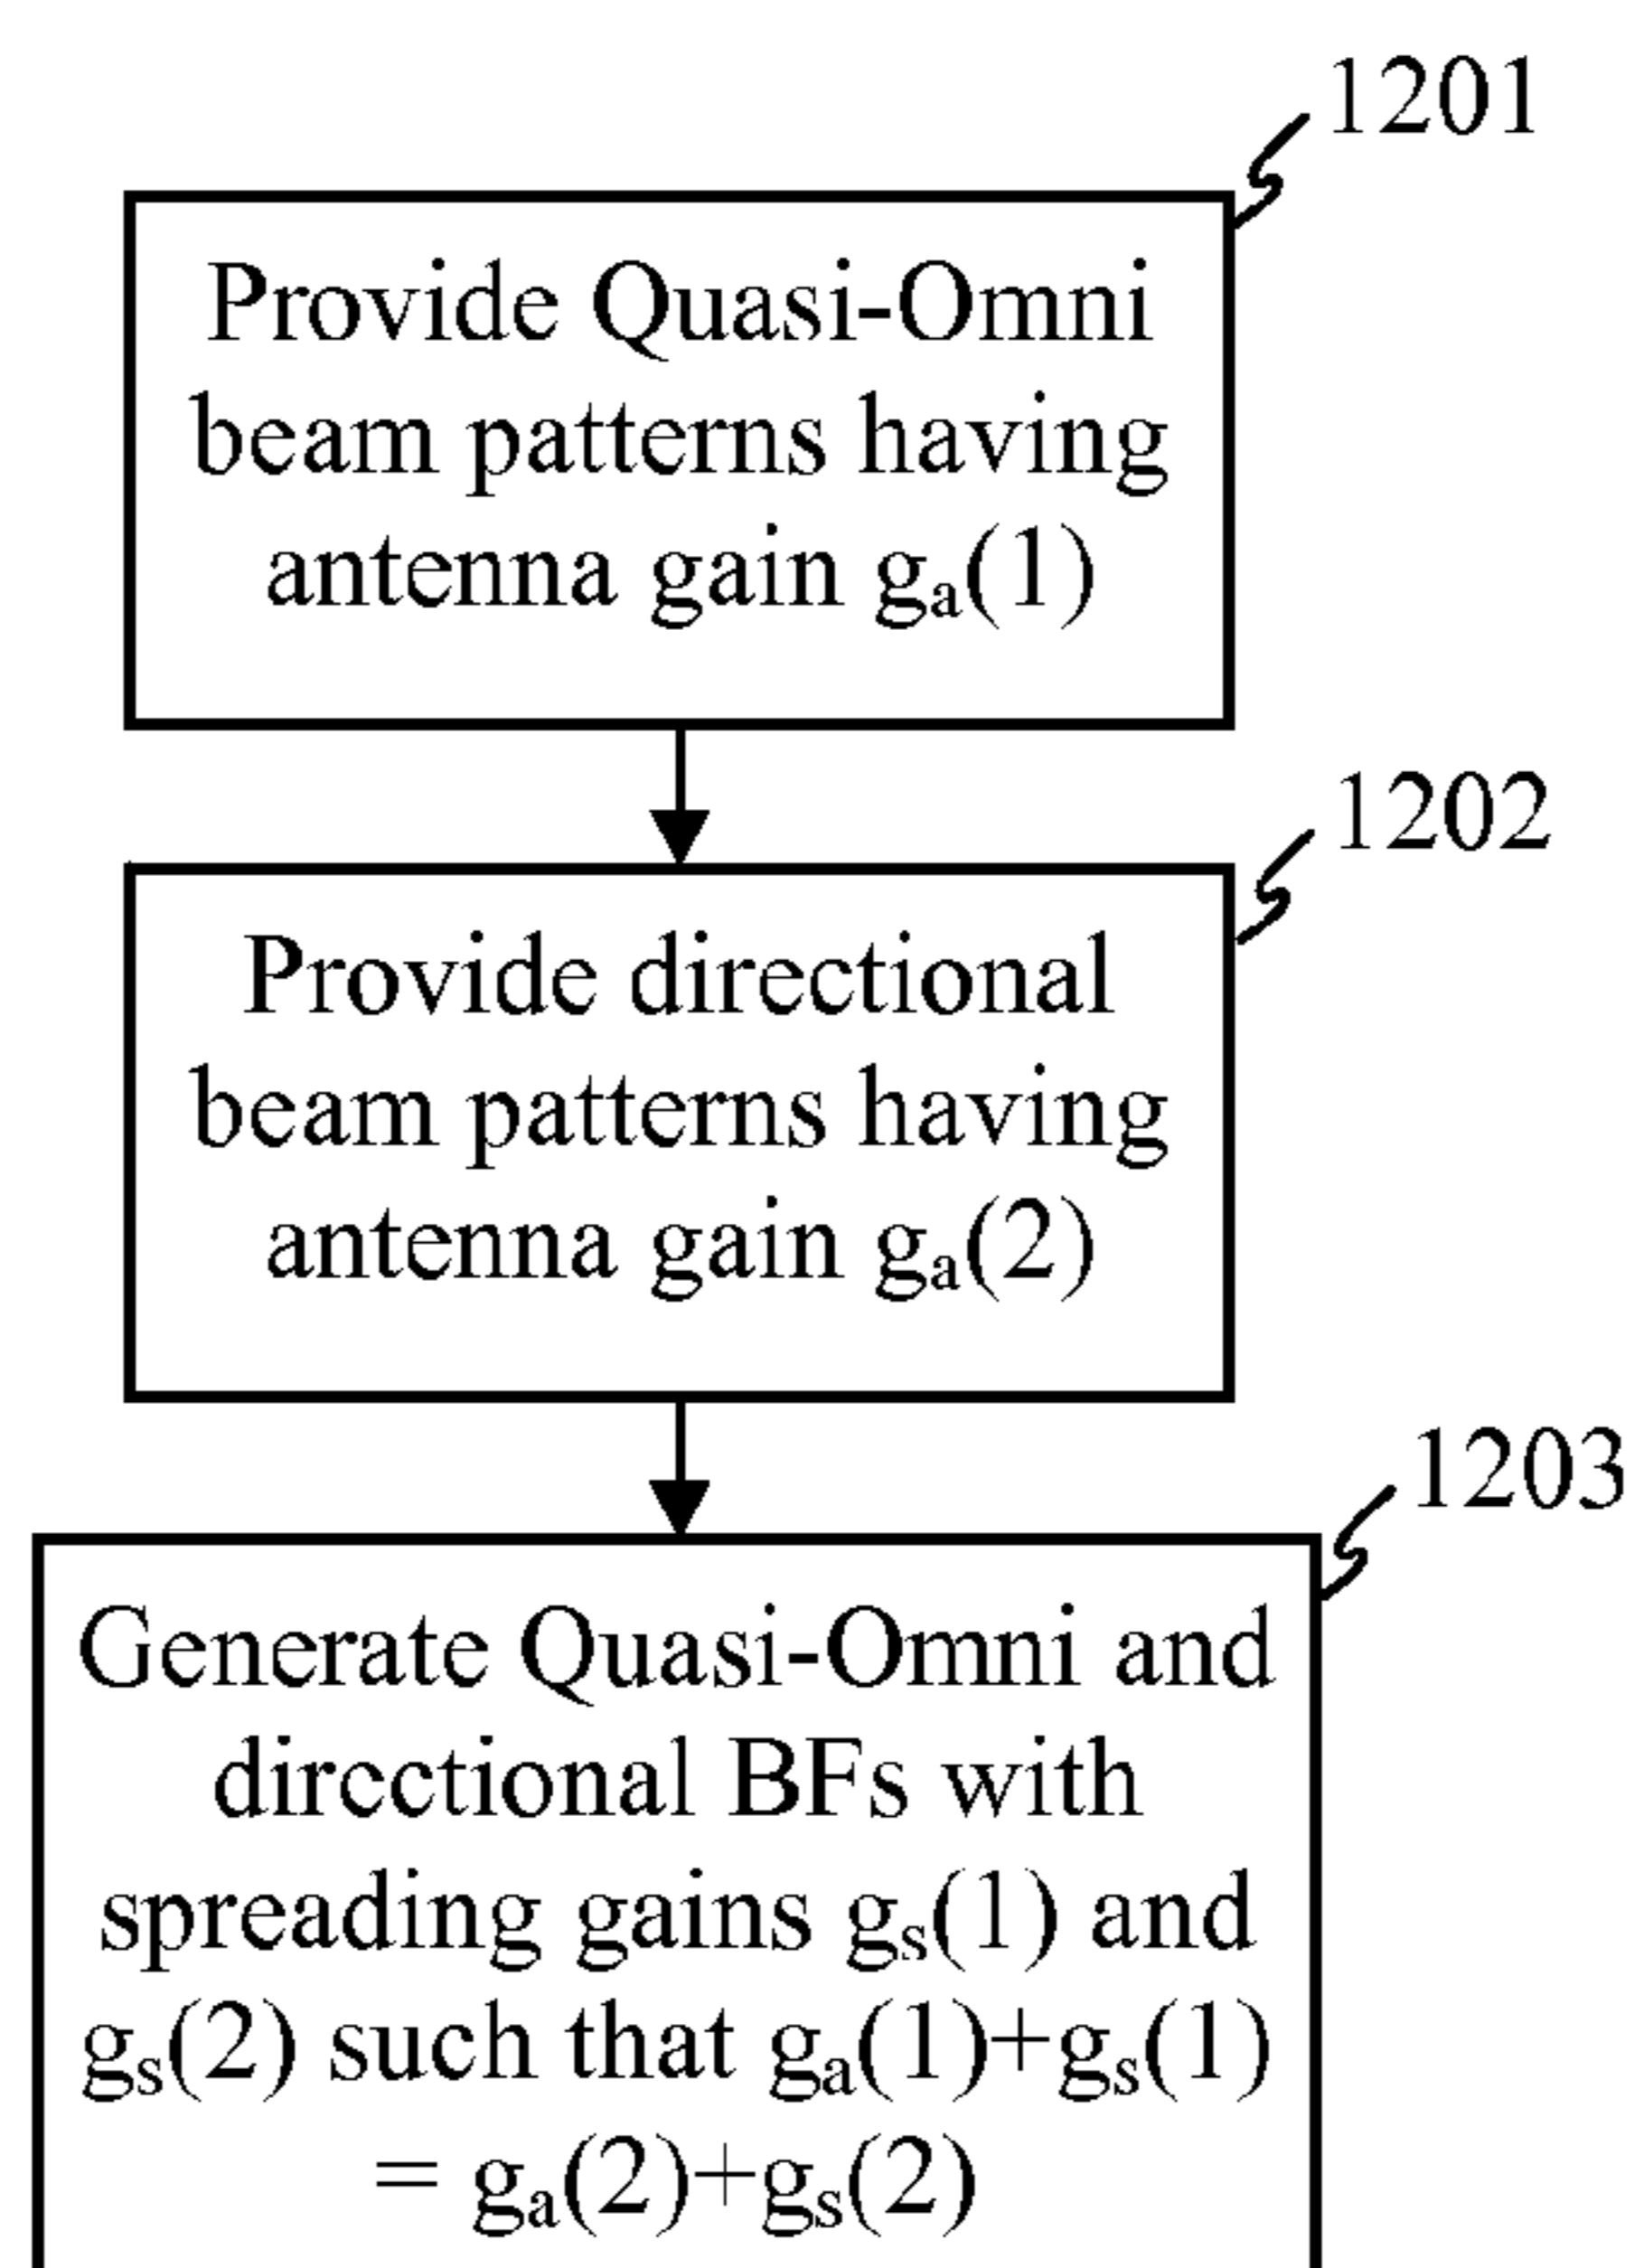 1201
Provide Quasi-Omni
beam patterns having
antenna gain gₐ(1)
1202
Provide directional
beam patterns having
antenna gain gₐ(2)
1203
Generate Quasi-Omni and
directional BFs with
spreading gains gₛ(1) and
gₛ(2) such that gₐ(1)+gₛ(1)
= gₐ(2)+gₛ(2)